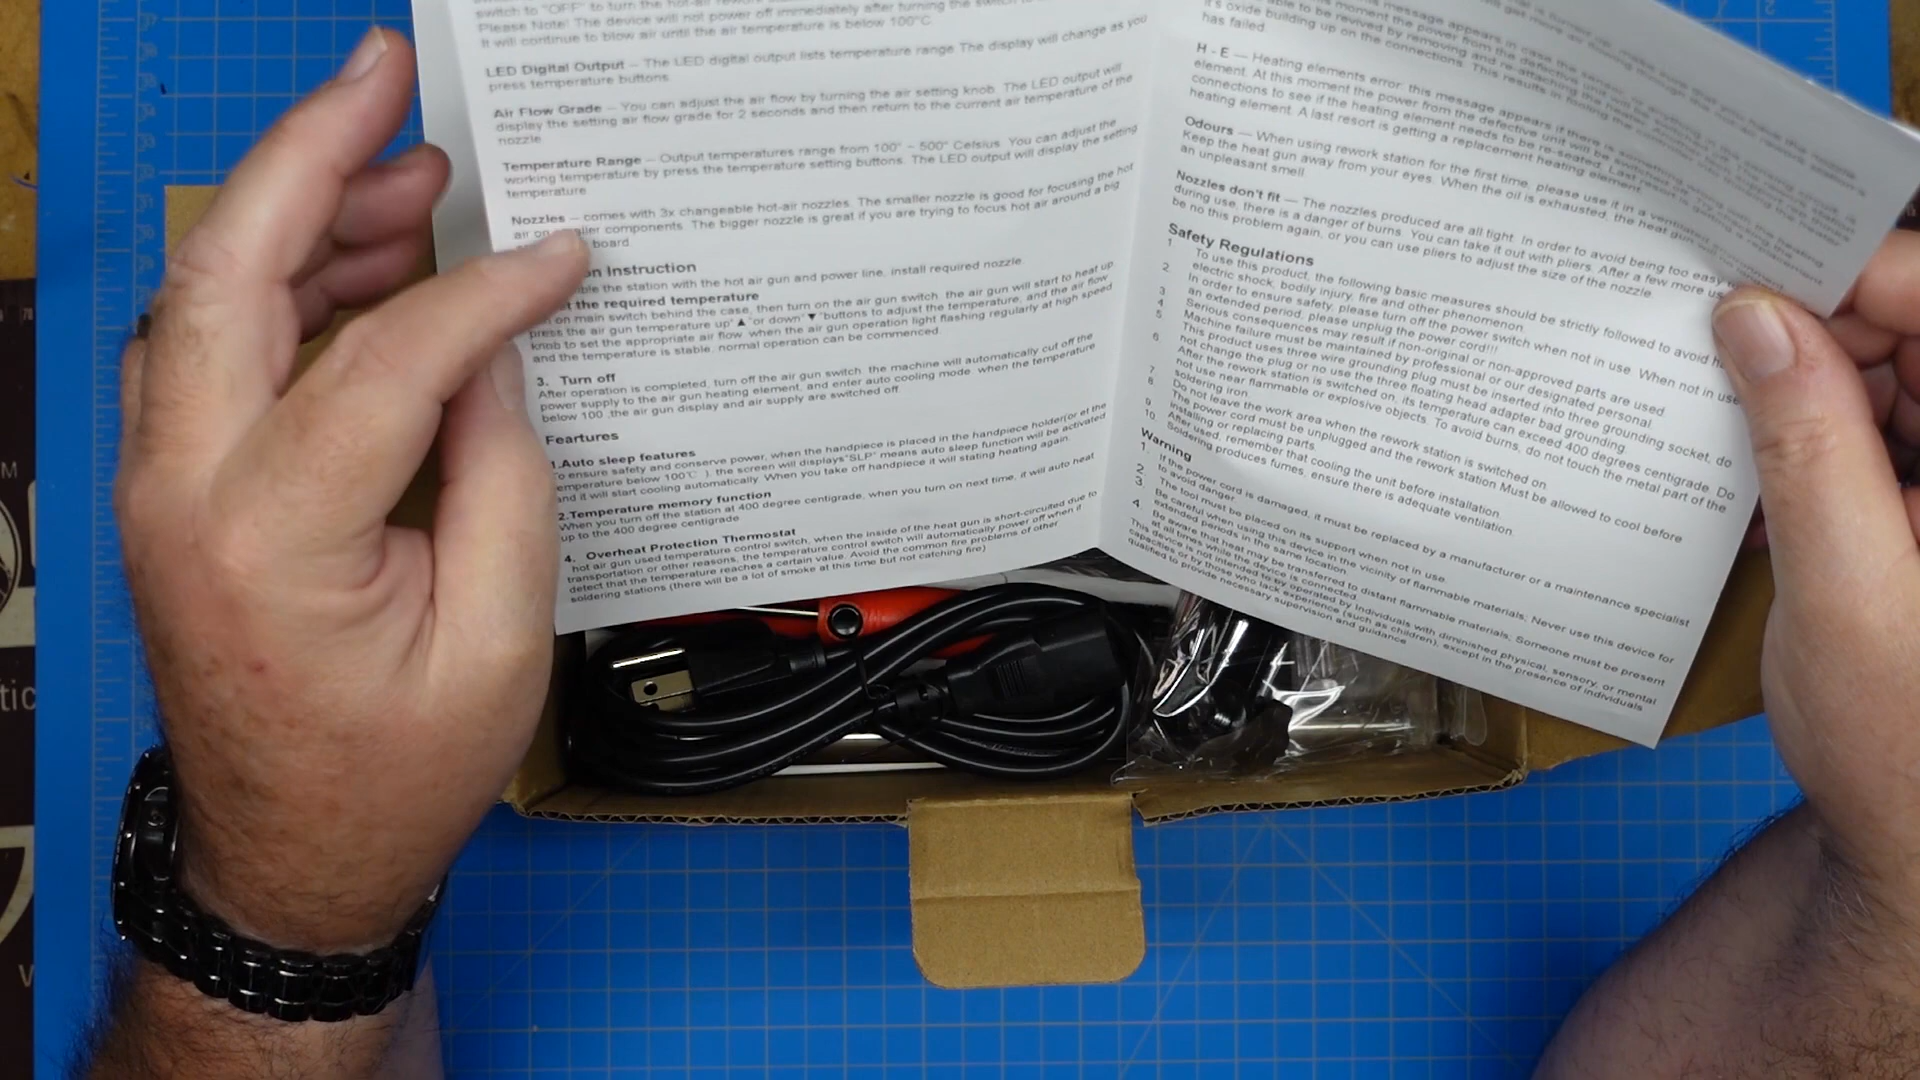 switch to "OFF" to turn the hot-air
Please Note! The device will not power off immediately after turning the
It will continue to blow air until the air temperature is below 100°C.
LED Digital Output – The LED digital output lists temperature range The display will change as you
press temperature buttons.
Air Flow Grade – You can adjust the air flow by turning the air setting knob. The LED output will
display the setting air flow grade for 2 seconds and then return to the current air temperature of the
nozzle
Temperature Range – Output temperatures range from 100° ~ 500° Celsius. You can adjust the
working temperature by press the temperature setting buttons. The LED output will display the setting
temperature
Nozzles – comes with 3x changeable hot-air nozzles. The smaller nozzle is good for focusing the hot
air on components. The bigger nozzle is great if you are trying to focus hot air around a big
board.
Instruction
the station with the hot air gun and power line, install required nozzle
the required temperature
on main switch behind the case, then turn on the air gun switch, the air gun will start to heat up
press the air gun temperature up"▲"or down"▼"buttons to adjust the temperature, and the air flow
knob to set the appropriate air flow, when the air gun operation light flashing regularly at high speed
and the temperature is stable, normal operation can be commenced.
3. Turn off
After operation is completed, turn off the air gun switch, the machine will automatically cut off the
power supply to the air gun heating element, and enter auto cooling mode, when the temperature
below 100 ,the air gun display and air supply are switched off
Feartures
1.Auto sleep features
To ensure safety and conserve power, when the handpiece is placed in the handpiece holder(or et the
emperature below 100℃ ), the screen will displays"SLP" means auto sleep function will be activated
and it will start cooling automatically. When you take off handpiece it will stating heating again.
2.Temperature memory function
When you turn off the station at 400 degree centigrade, when you turn on next time, it will auto heat
up to the 400 degree centigrade
4. Overheat Protection Thermostat
hot air gun used temperature control switch, when the inside of the heat gun is short-circuited due to
transportation or other reasons, the temperature control switch will automatically power off when it
detect that the temperature reaches a certain value. Avoid the common fire problems of other
soldering stations (there will be a lot of smoke at this time but not catching fire)
it's oxide building up on the connections. This results in
has failed.
H - E — Heating elements error: this message appears if there is
element. At this moment the power from the defective unit will be
connections to see if the heating element needs to be re-seated. Last
heating element. A last resort is getting a replacement heating element
Odours — When using rework station for the first time, please use it in a ventilated
Keep the heat gun away from your eyes. When the oil is exhausted, the heat gun
an unpleasant smell
Nozzles don't fit — The nozzles produced are all tight. In order to avoid being too easy to
during use, there is a danger of burns. You can take it out with pliers. After a few more
be no this problem again, or you can use pliers to adjust the size of the nozzle.
Safety Regulations
1 To use this product, the following basic measures should be strictly followed to avoid
electric shock, bodily injury, fire and other phenomenon
2. In order to ensure safety, please turn off the power switch when not in use. When not in use
an extended period, please unplug the power cord!!!
3 Serious consequences may result if non-original or non-approved parts are used
4 Machine failure must be maintained by professional or our designated personal.
5 This product uses three wire grounding plug must be inserted into three grounding socket, do
not change the plug or no use the three floating head adapter bad grounding.
6 After the rework station is switched on, its temperature can exceed 400 degrees centigrade. Do
not use near flammable or explosive objects. To avoid burns, do not touch the metal part of the
soldering iron.
7 Do not leave the work area when the rework station is switched on.
8 The power cord must be unplugged and the rework station Must be allowed to cool before
installing or replacing parts.
9 After used, remember that cooling the unit before installation.
10. Soldering produces fumes, ensure there is adequate ventilation.
Warning
1. If the power cord is damaged, it must be replaced by a manufacturer or a maintenance specialist
to avoid danger.
2. The tool must be placed on its support when not in use.
3. Be careful when using this device in the vicinity of flammable materials; Never use this device for
extended periods in the same location.
4. Be aware that heat may be transferred to distant flammable materials; Someone must be present
at all times while the device is connected.
This device is not intended to by operated by Individuals with diminished physical, sensory, or mental
capacities or by those who lack experience (such as children), except in the presence of individuals
qualified to provide necessary supervision and guidance